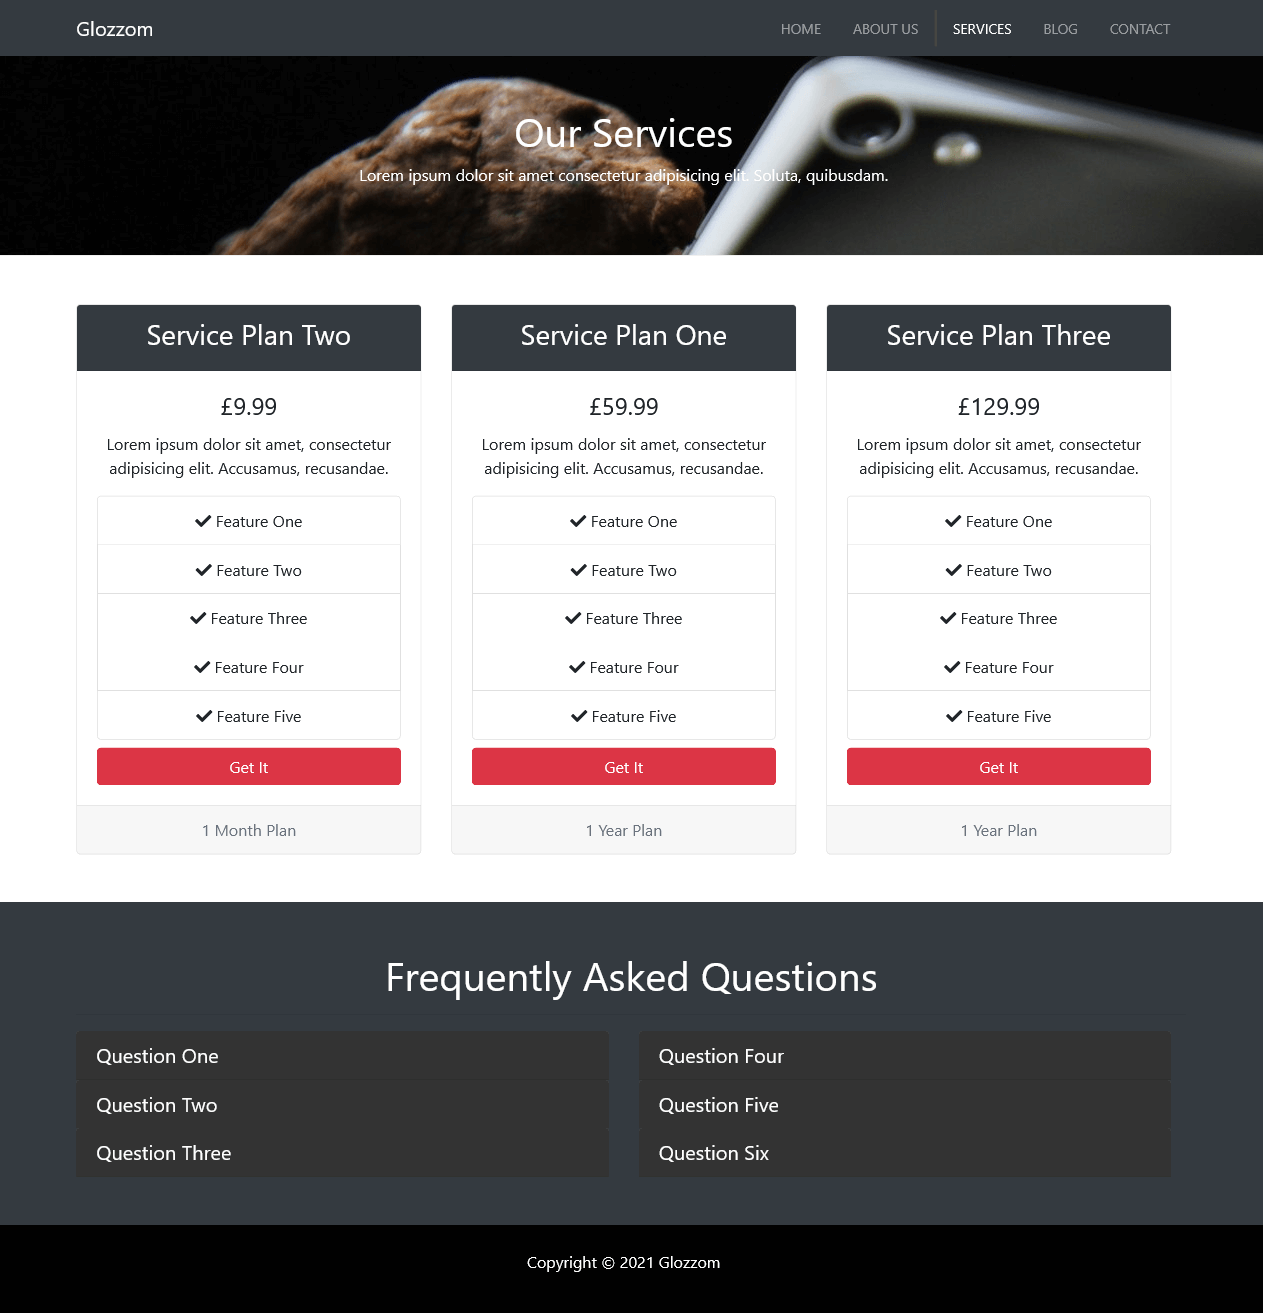 Glozzom
HOME ABOUT US SERVICES BLOG CONTACT
Our Services
Lorem ipsum dolor sit amet consectetur adipisicing elit. Soluta, quibusdam.
Service Plan Two
£9.99
Lorem ipsum dolor sit amet, consectetur
adipisicing elit. Accusamus, recusandae.
Feature One
Feature Two
Feature Three
Feature Four
Feature Five
Get It
1 Month Plan
Service Plan One
£59.99
Lorem ipsum dolor sit amet, consectetur
adipisicing elit. Accusamus, recusandae.
Feature One
Feature Two
Feature Three
Feature Four
Feature Five
Get It
1 Year Plan
Service Plan Three
£129.99
Lorem ipsum dolor sit amet, consectetur
adipisicing elit. Accusamus, recusandae.
Feature One
Feature Two
Feature Three
Feature Four
Feature Five
Get It
1 Year Plan
Frequently Asked Questions
Question One
Question Two
Question Three
Question Four
Question Five
Question Six
Copyright © 2021 Glozzom